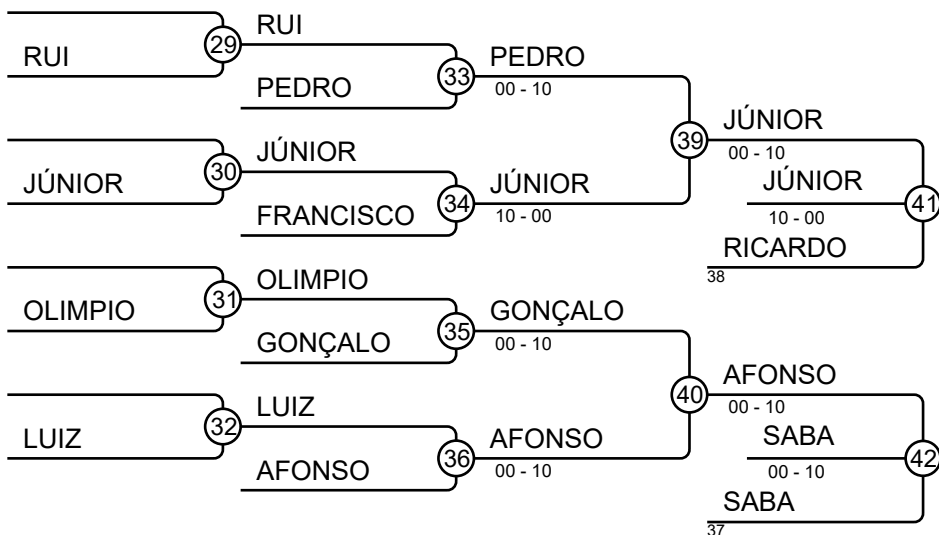 RUI
29
RUI
PEDRO
33
PEDRO
00 - 10
JÚNIOR
30
JÚNIOR
FRANCISCO
34
JÚNIOR
10 - 00
39
JÚNIOR
00 - 10
JÚNIOR
10 - 00
41
RICARDO
38
OLIMPIO
31
OLIMPIO
GONÇALO
35
GONÇALO
00 - 10
LUIZ
32
LUIZ
AFONSO
36
AFONSO
00 - 10
40
AFONSO
00 - 10
SABA
00 - 10
42
SABA
37